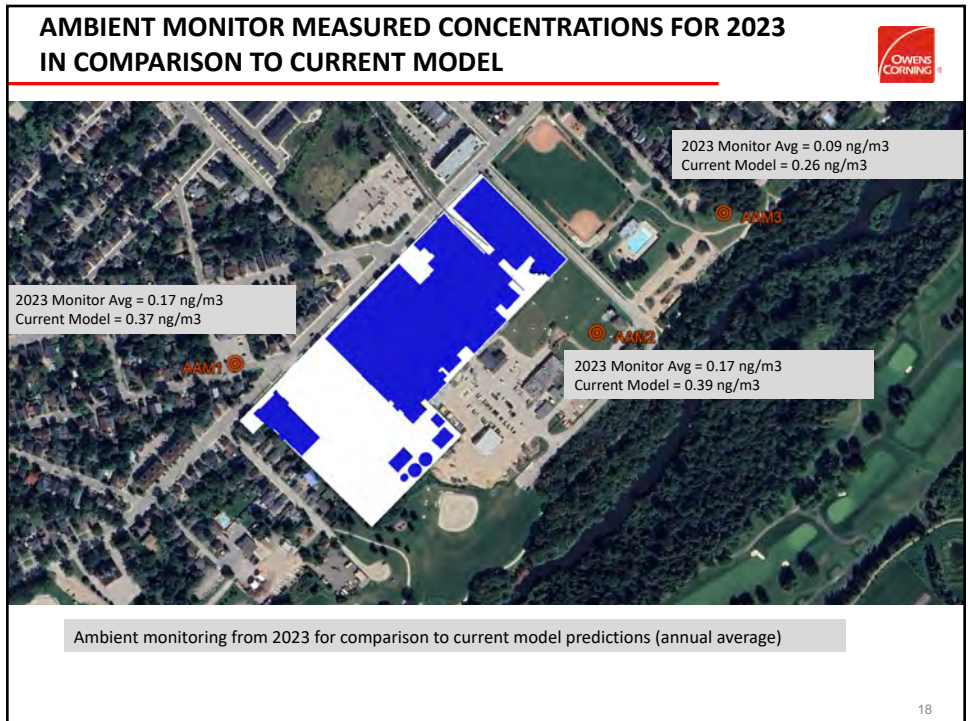 AMBIENT MONITOR MEASURED CONCENTRATIONS FOR 2023
IN COMPARISON TO CURRENT MODEL
OWENS
CORNING ®
2023 Monitor Avg = 0.09 ng/m3
Current Model = 0.26 ng/m3
AAM3
2023 Monitor Avg = 0.17 ng/m3
Current Model = 0.37 ng/m3
AAM1
AAM2
2023 Monitor Avg = 0.17 ng/m3
Current Model = 0.39 ng/m3
Ambient monitoring from 2023 for comparison to current model predictions (annual average)
18